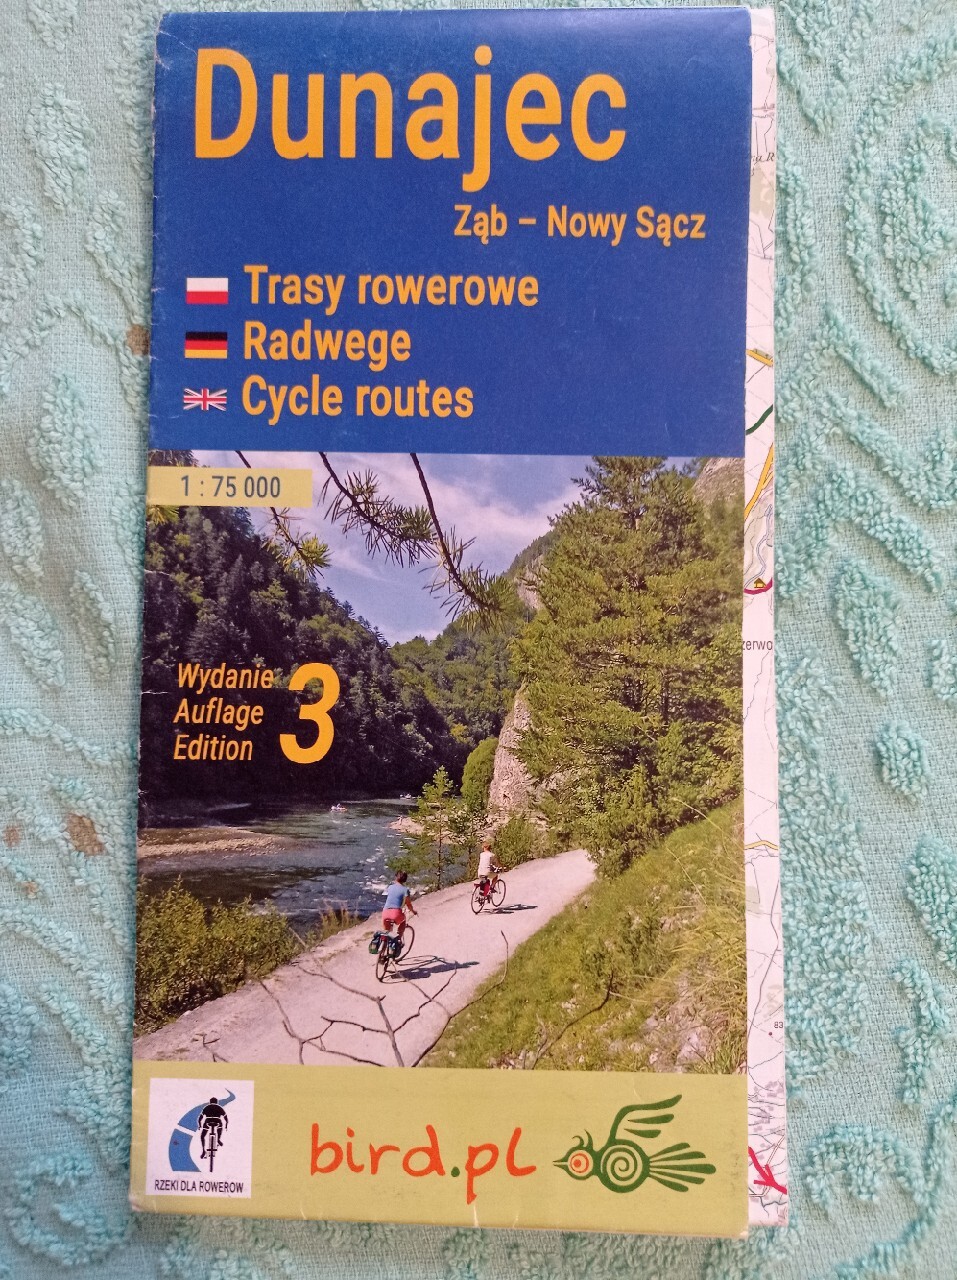 Dunajec
Ząb – Nowy Sącz
Trasy rowerowe
Radwege
Cycle routes
1 : 75 000
Wydanie
Auflage
Edition
3
RZEKI DLA ROWERÓW
bird.pl
83